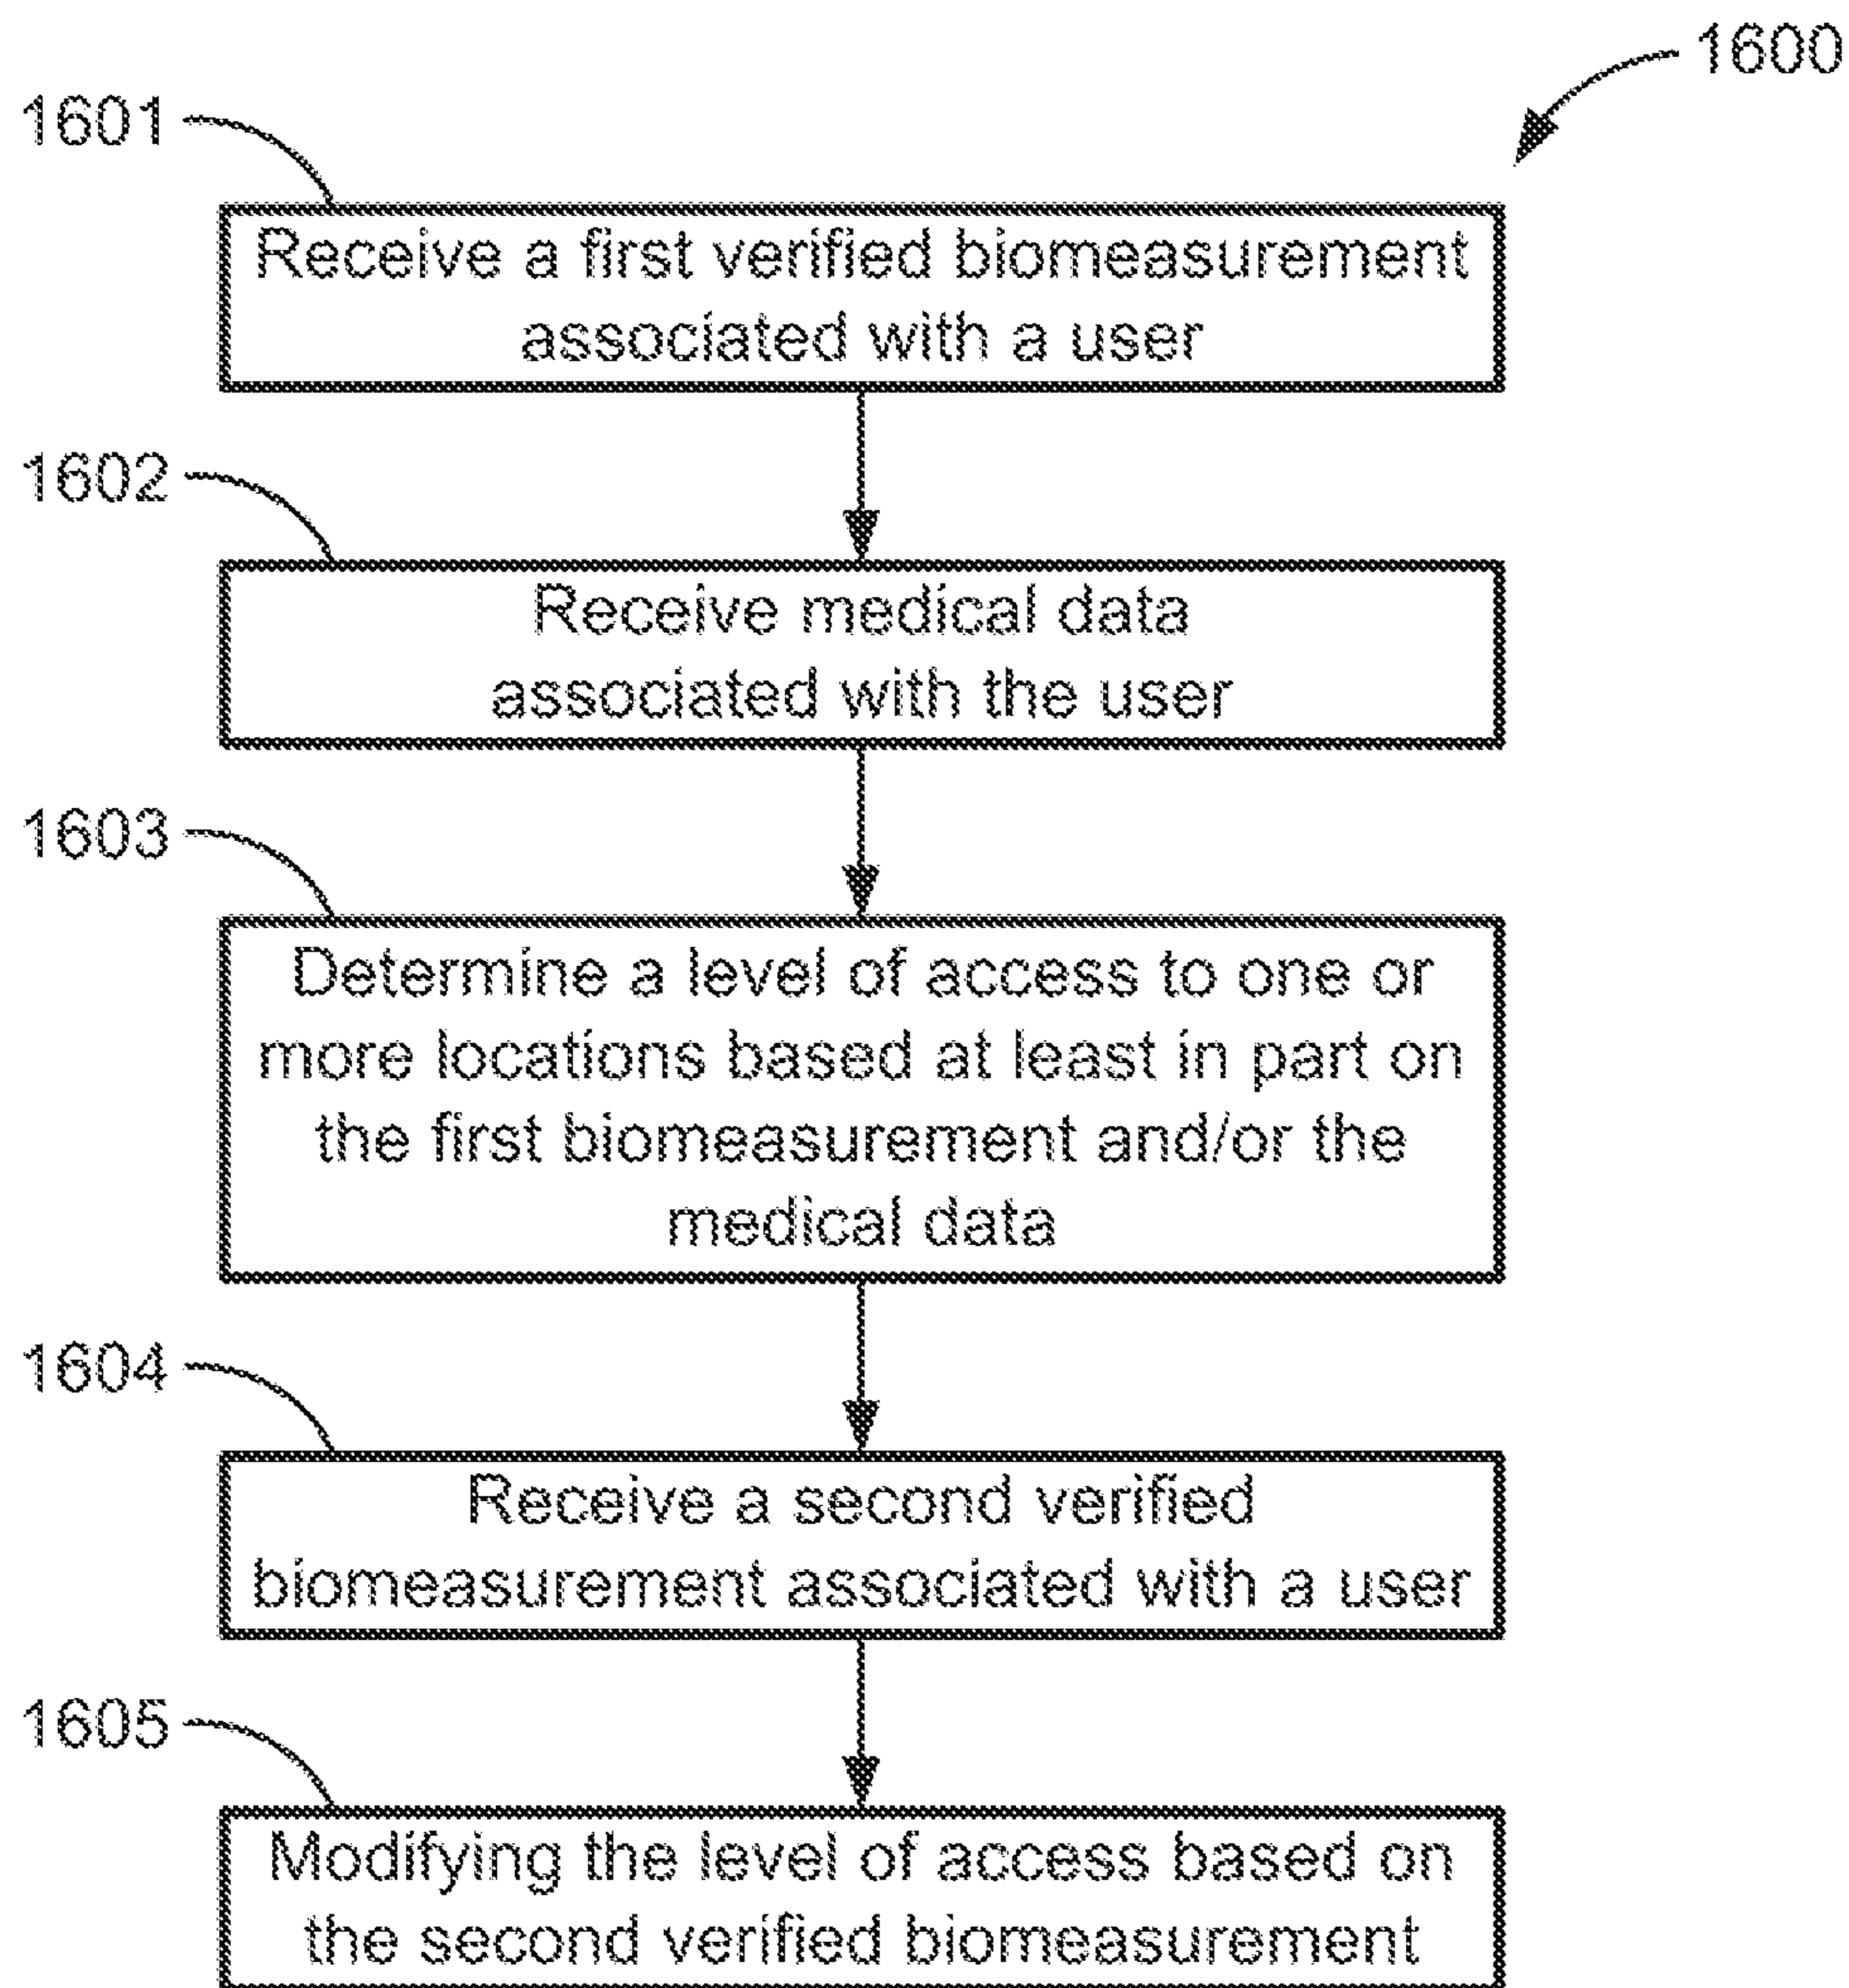 1600
1601
Receive a first verified biomeasurement
associated with a user
1602
Receive medical data
associated with the user
1603
Determine a level of access to one or
more locations based at least in part on
the first biomeasurement and/or the
medical data
1604
Receive a second verified
biomeasurement associated with a user
1605
Modifying the level of access based on
the second verified biomeasurement